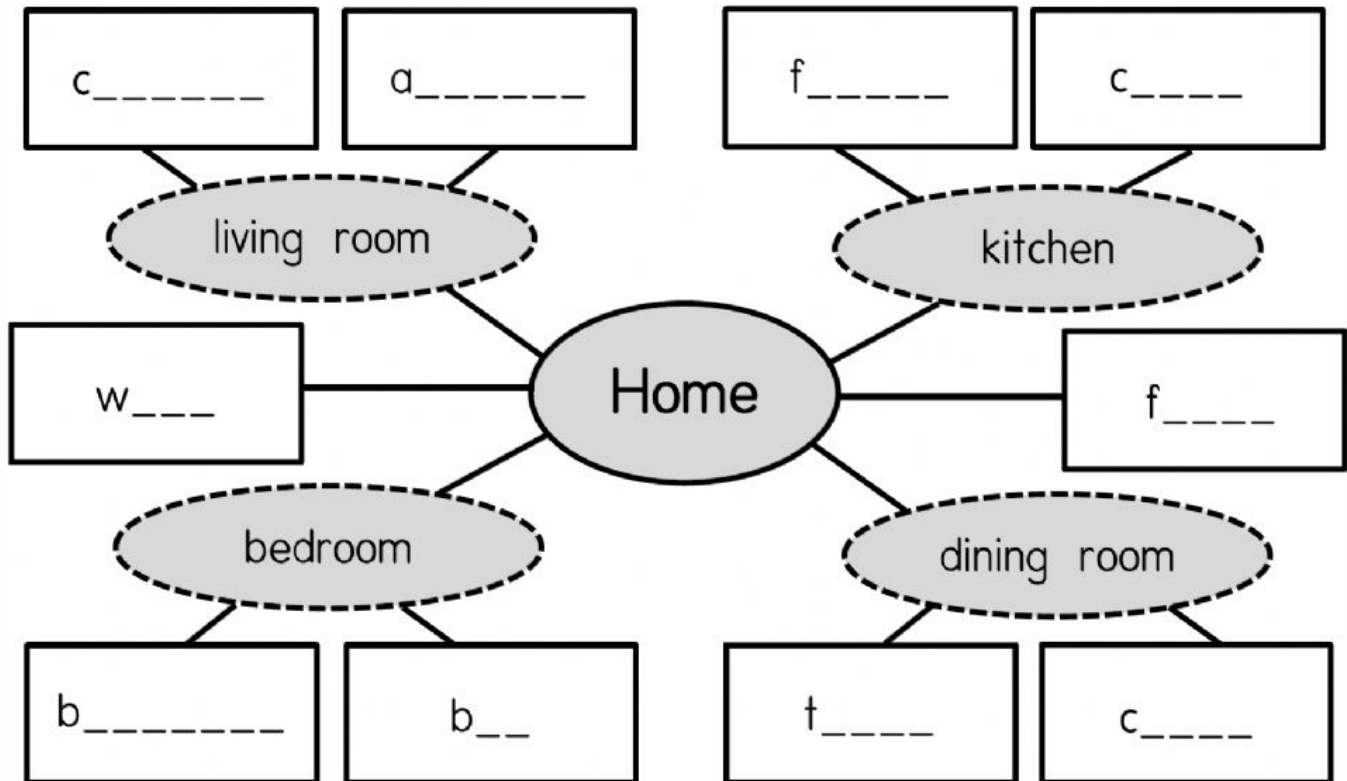 c______ a______ f_____ c____
living room kitchen
Home
w___ f____
bedroom dining room
b_______ b__ t____ c____